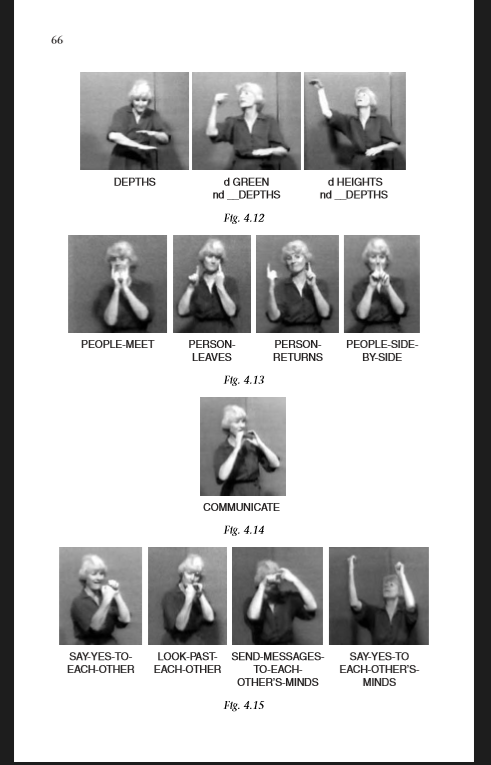 66
DEPTHS
d GREEN
nd __DEPTHS
d HEIGHTS
nd __DEPTHS
Fig. 4.12
PEOPLE-MEET
PERSON-
LEAVES
PERSON-
RETURNS
PEOPLE-SIDE-
BY-SIDE
Fig. 4.13
COMMUNICATE
Fig. 4.14
SAY-YES-TO-
EACH-OTHER
LOOK-PAST-
EACH-OTHER
SEND-MESSAGES-
TO-EACH-
OTHER'S-MINDS
SAY-YES-TO
EACH-OTHER'S-
MINDS
Fig. 4.15